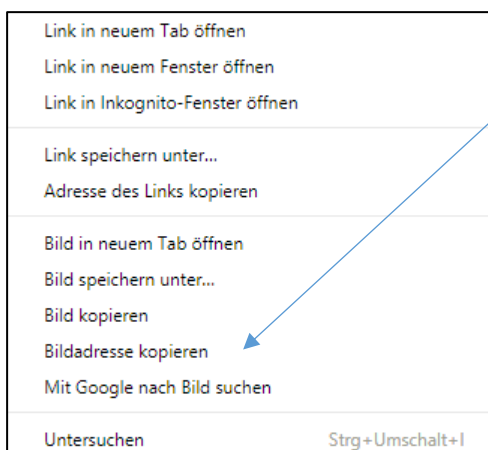 Link in neuem Tab öffnen
Link in neuem Fenster öffnen
Link in Inkognito-Fenster öffnen
Link speichern unter...
Adresse des Links kopieren
Bild in neuem Tab öffnen
Bild speichern unter...
Bild kopieren
Bildadresse kopieren
Mit Google nach Bild suchen
Untersuchen Strg+Umschalt+I